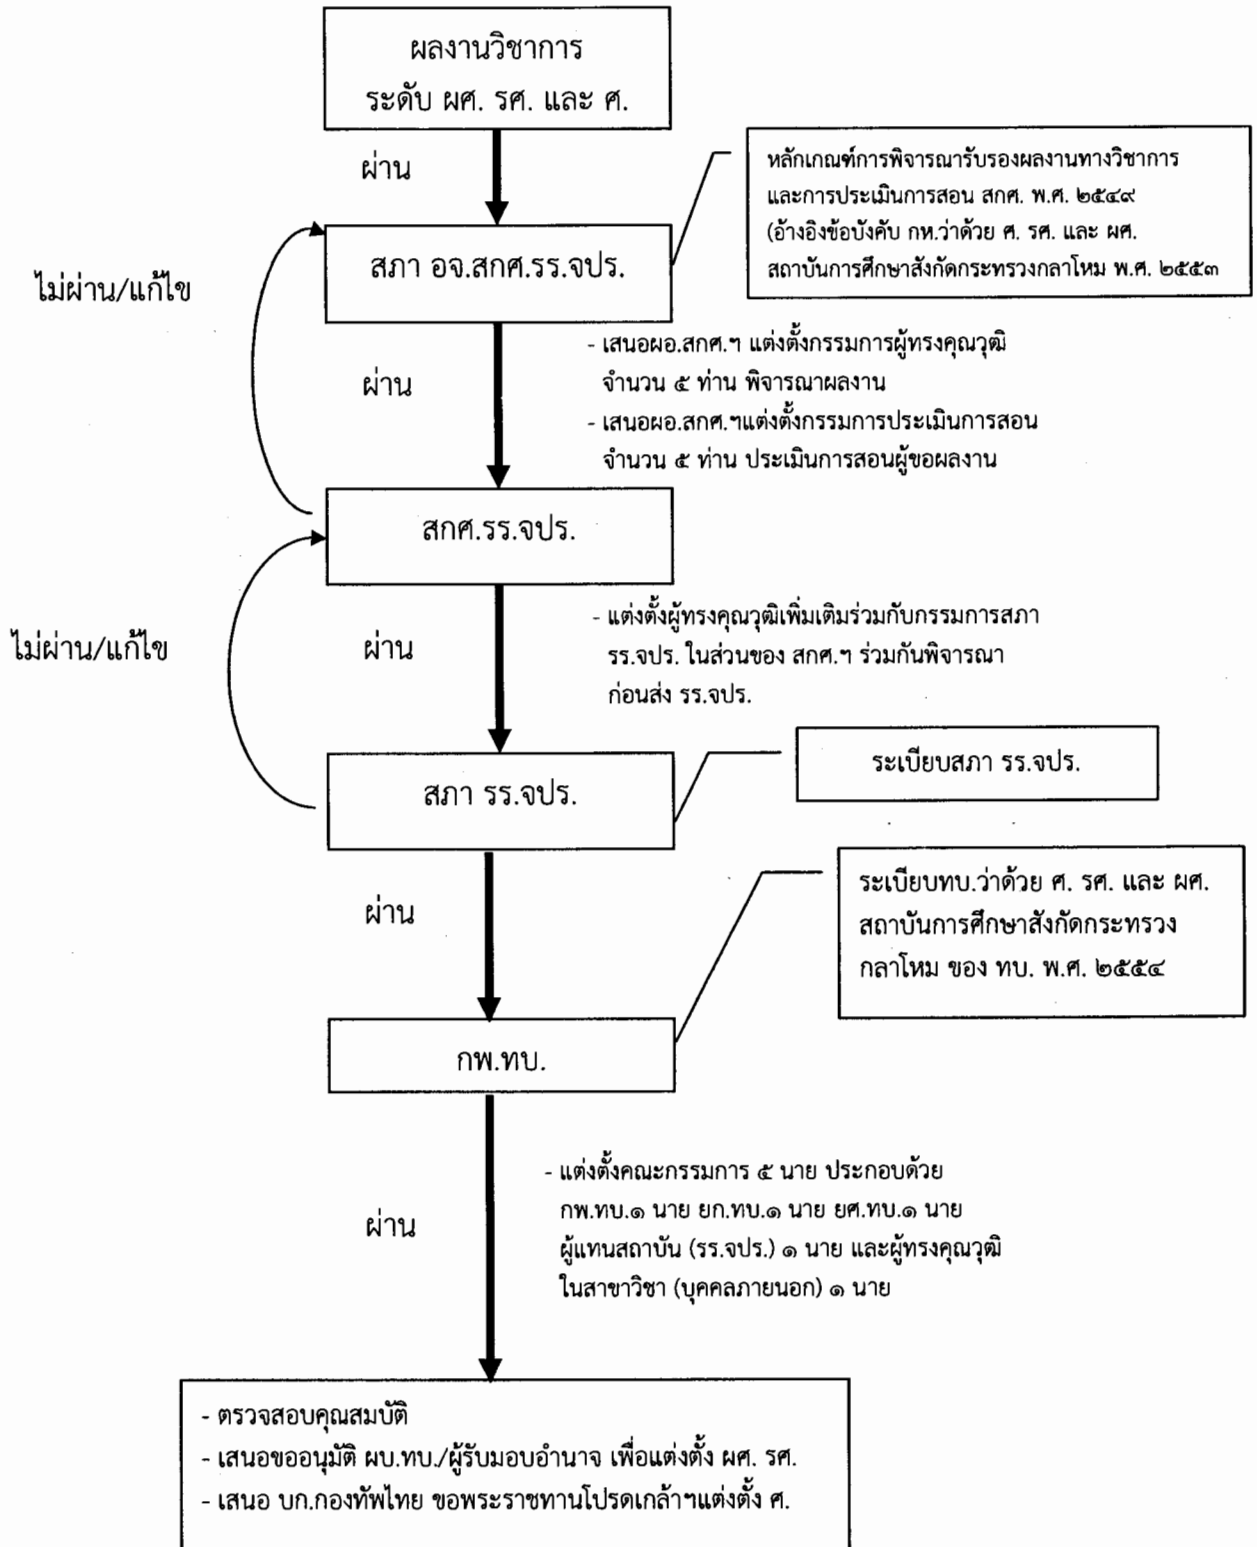 ผลงานวิชาการ
ระดับ ผศ. รศ. และ ศ.
ผ่าน
หลักเกณฑ์การพิจารณารับรองผลงานทางวิชาการ
และการประเมินการสอน สกศ. พ.ศ. ๒๕๔๙
(อ้างอิงข้อบังคับ กห.ว่าด้วย ศ. รศ. และ ผศ.
สถาบันการศึกษาสังกัดกระทรวงกลาโหม พ.ศ. ๒๕๕๓
สภา อจ.สกศ.รร.จปร.
ไม่ผ่าน/แก้ไข
ผ่าน
- เสนอผอ.สกศ.ฯ แต่งตั้งกรรมการผู้ทรงคุณวุฒิ
จำนวน ๕ ท่าน พิจารณาผลงาน
- เสนอผอ.สกศ.ฯแต่งตั้งกรรมการประเมินการสอน
จำนวน ๕ ท่าน ประเมินการสอนผู้ขอผลงาน
สกศ.รร.จปร.
ไม่ผ่าน/แก้ไข
ผ่าน
- แต่งตั้งผู้ทรงคุณวุฒิเพิ่มเติมร่วมกับกรรมการสภา
รร.จปร. ในส่วนของ สกศ.ฯ ร่วมกันพิจารณา
ก่อนส่ง รร.จปร.
สภา รร.จปร.
ระเบียบสภา รร.จปร.
ผ่าน
ระเบียบทบ.ว่าด้วย ศ. รศ. และ ผศ.
สถาบันการศึกษาสังกัดกระทรวง
กลาโหม ของ ทบ. พ.ศ. ๒๕๕๔
กพ.ทบ.
ผ่าน
- แต่งตั้งคณะกรรมการ ๕ นาย ประกอบด้วย
กพ.ทบ.๑ นาย ยก.ทบ.๑ นาย ยศ.ทบ.๑ นาย
ผู้แทนสถาบัน (รร.จปร.) ๑ นาย และผู้ทรงคุณวุฒิ
ในสาขาวิชา (บุคคลภายนอก) ๑ นาย
- ตรวจสอบคุณสมบัติ
- เสนอขออนุมัติ ผบ.ทบ./ผู้รับมอบอำนาจ เพื่อแต่งตั้ง ผศ. รศ.
- เสนอ บก.กองทัพไทย ขอพระราชทานโปรดเกล้าฯแต่งตั้ง ศ.